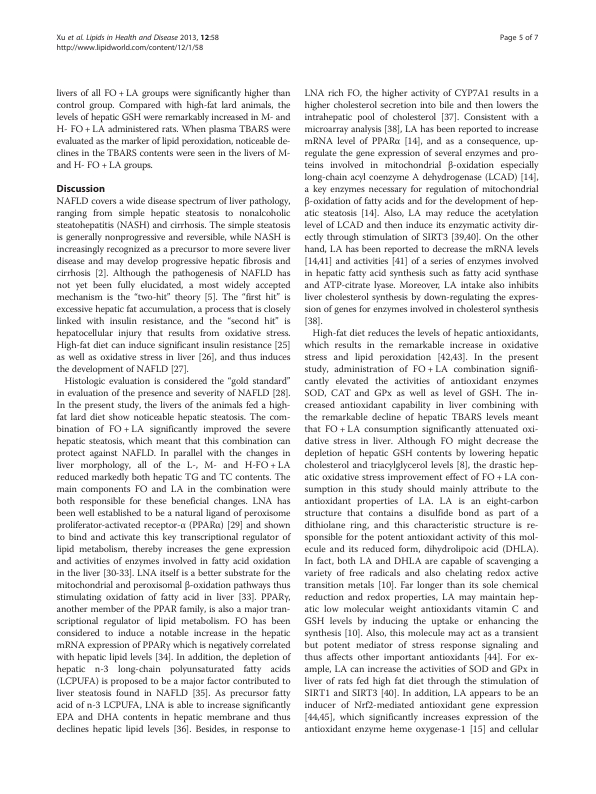 Xu et al. Lipids in Health and Disease 2013, 12:58
http://www.lipidworld.com/content/12/1/58
Page 5 of 7
livers of all FO + LA groups were significantly higher than
control group. Compared with high-fat lard animals, the
levels of hepatic GSH were remarkably increased in M- and
H- FO + LA administered rats. When plasma TBARS were
evaluated as the marker of lipid peroxidation, noticeable de-
clines in the TBARS contents were seen in the livers of M-
and H- FO + LA groups.
Discussion
NAFLD covers a wide disease spectrum of liver pathology,
ranging from simple hepatic steatosis to nonalcoholic
steatohepatitis (NASH) and cirrhosis. The simple steatosis
is generally nonprogressive and reversible, while NASH is
increasingly recognized as a precursor to more severe liver
disease and may develop progressive hepatic fibrosis and
cirrhosis [2]. Although the pathogenesis of NAFLD has
not yet been fully elucidated, a most widely accepted
mechanism is the “two-hit” theory [5]. The “first hit” is
excessive hepatic fat accumulation, a process that is closely
linked with insulin resistance, and the “second hit” is
hepatocellular injury that results from oxidative stress.
High-fat diet can induce significant insulin resistance [25]
as well as oxidative stress in liver [26], and thus induces
the development of NAFLD [27].
Histologic evaluation is considered the “gold standard”
in evaluation of the presence and severity of NAFLD [28].
In the present study, the livers of the animals fed a high-
fat lard diet show noticeable hepatic steatosis. The com-
bination of FO + LA significantly improved the severe
hepatic steatosis, which meant that this combination can
protect against NAFLD. In parallel with the changes in
liver morphology, all of the L-, M- and H-FO + LA
reduced markedly both hepatic TG and TC contents. The
main components FO and LA in the combination were
both responsible for these beneficial changes. LNA has
been well established to be a natural ligand of peroxisome
proliferator-activated receptor-α (PPARα) [29] and shown
to bind and activate this key transcriptional regulator of
lipid metabolism, thereby increases the gene expression
and activities of enzymes involved in fatty acid oxidation
in the liver [30-33]. LNA itself is a better substrate for the
mitochondrial and peroxisomal β-oxidation pathways thus
stimulating oxidation of fatty acid in liver [33]. PPARγ,
another member of the PPAR family, is also a major tran-
scriptional regulator of lipid metabolism. FO has been
considered to induce a notable increase in the hepatic
mRNA expression of PPARγ which is negatively correlated
with hepatic lipid levels [34]. In addition, the depletion of
hepatic n-3 long-chain polyunsaturated fatty acids
(LCPUFA) is proposed to be a major factor contributed to
liver steatosis found in NAFLD [35]. As precursor fatty
acid of n-3 LCPUFA, LNA is able to increase significantly
EPA and DHA contents in hepatic membrane and thus
declines hepatic lipid levels [36]. Besides, in response to
LNA rich FO, the higher activity of CYP7A1 results in a
higher cholesterol secretion into bile and then lowers the
intrahepatic pool of cholesterol [37]. Consistent with a
microarray analysis [38], LA has been reported to increase
mRNA level of PPARα [14], and as a consequence, up-
regulate the gene expression of several enzymes and pro-
teins involved in mitochondrial β-oxidation especially
long-chain acyl coenzyme A dehydrogenase (LCAD) [14],
a key enzymes necessary for regulation of mitochondrial
β-oxidation of fatty acids and for the development of hep-
atic steatosis [14]. Also, LA may reduce the acetylation
level of LCAD and then induce its enzymatic activity dir-
ectly through stimulation of SIRT3 [39,40]. On the other
hand, LA has been reported to decrease the mRNA levels
[14,41] and activities [41] of a series of enzymes involved
in hepatic fatty acid synthesis such as fatty acid synthase
and ATP-citrate lyase. Moreover, LA intake also inhibits
liver cholesterol synthesis by down-regulating the expres-
sion of genes for enzymes involved in cholesterol synthesis
[38].
High-fat diet reduces the levels of hepatic antioxidants,
which results in the remarkable increase in oxidative
stress and lipid peroxidation [42,43]. In the present
study, administration of FO + LA combination signifi-
cantly elevated the activities of antioxidant enzymes
SOD, CAT and GPx as well as level of GSH. The in-
creased antioxidant capability in liver combining with
the remarkable decline of hepatic TBARS levels meant
that FO + LA consumption significantly attenuated oxi-
dative stress in liver. Although FO might decrease the
depletion of hepatic GSH contents by lowering hepatic
cholesterol and triacylglycerol levels [8], the drastic hep-
atic oxidative stress improvement effect of FO + LA con-
sumption in this study should mainly attribute to the
antioxidant properties of LA. LA is an eight-carbon
structure that contains a disulfide bond as part of a
dithiolane ring, and this characteristic structure is re-
sponsible for the potent antioxidant activity of this mol-
ecule and its reduced form, dihydrolipoic acid (DHLA).
In fact, both LA and DHLA are capable of scavenging a
variety of free radicals and also chelating redox active
transition metals [10]. Far longer than its sole chemical
reduction and redox properties, LA may maintain hep-
atic low molecular weight antioxidants vitamin C and
GSH levels by inducing the uptake or enhancing the
synthesis [10]. Also, this molecule may act as a transient
but potent mediator of stress response signaling and
thus affects other important antioxidants [44]. For ex-
ample, LA can increase the activities of SOD and GPx in
liver of rats fed high fat diet through the stimulation of
SIRT1 and SIRT3 [40]. In addition, LA appears to be an
inducer of Nrf2-mediated antioxidant gene expression
[44,45], which significantly increases expression of the
antioxidant enzyme heme oxygenase-1 [15] and cellular